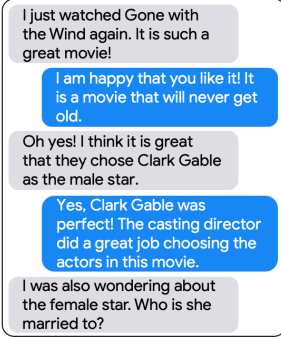 I just watched Gone with
the Wind again. It is such a
great movie!
I am happy that you like it! It
is a movie that will never get
old.
Oh yes! I think it is great
that they chose Clark Gable
as the male star.
Yes, Clark Gable was
perfect! The casting director
did a great job choosing the
actors in this movie.
I was also wondering about
the female star. Who is she
married to?